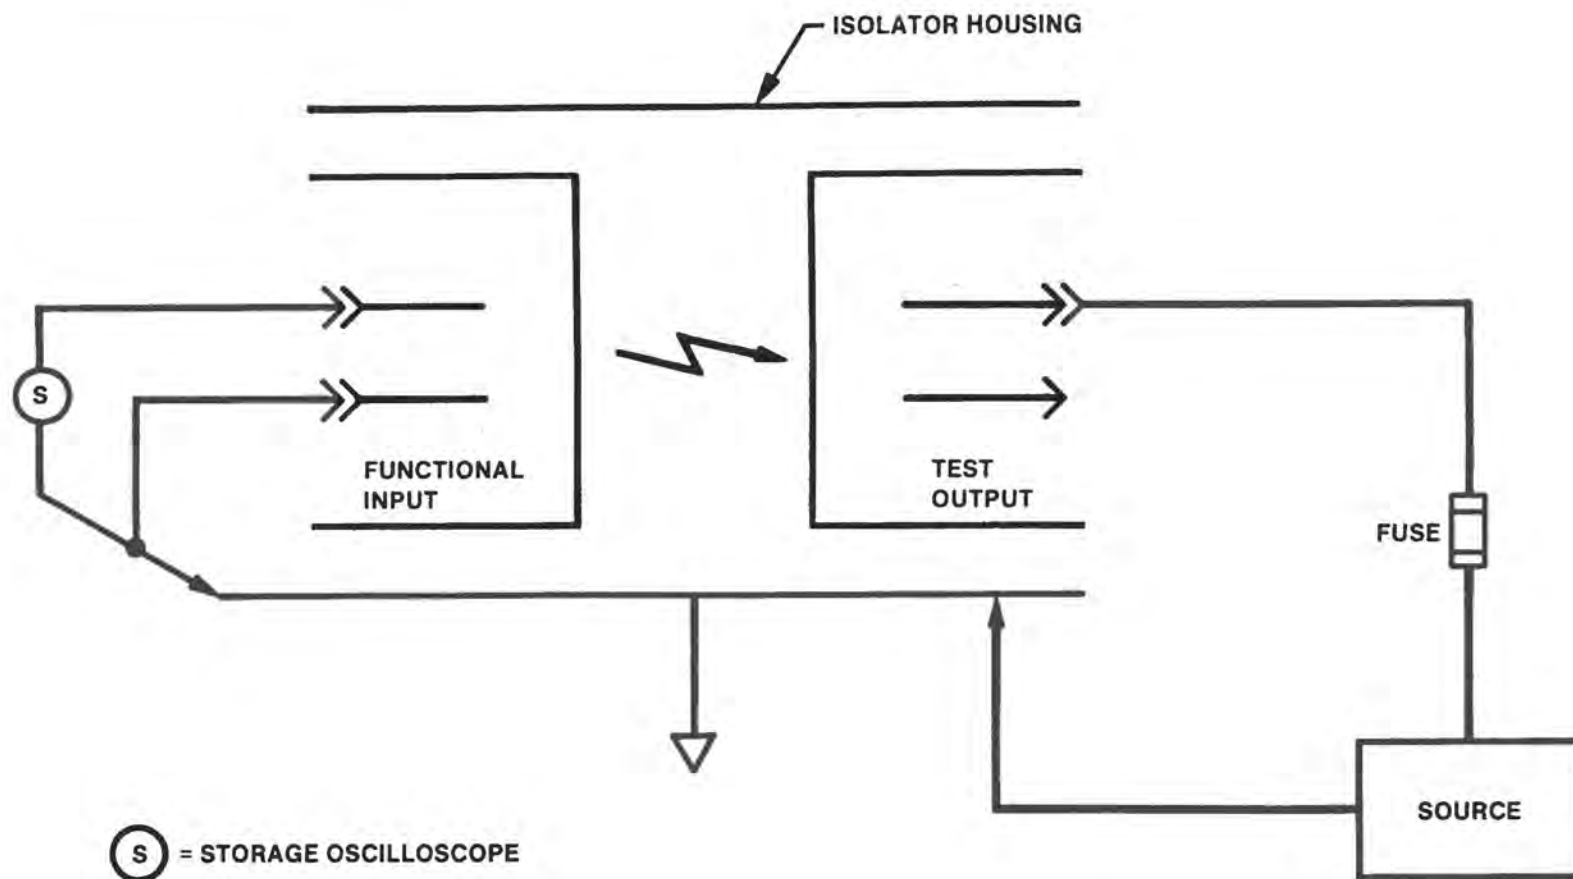 ISOLATOR HOUSING
S
FUNCTIONAL
INPUT
TEST
OUTPUT
FUSE
SOURCE
S = STORAGE OSCILLOSCOPE